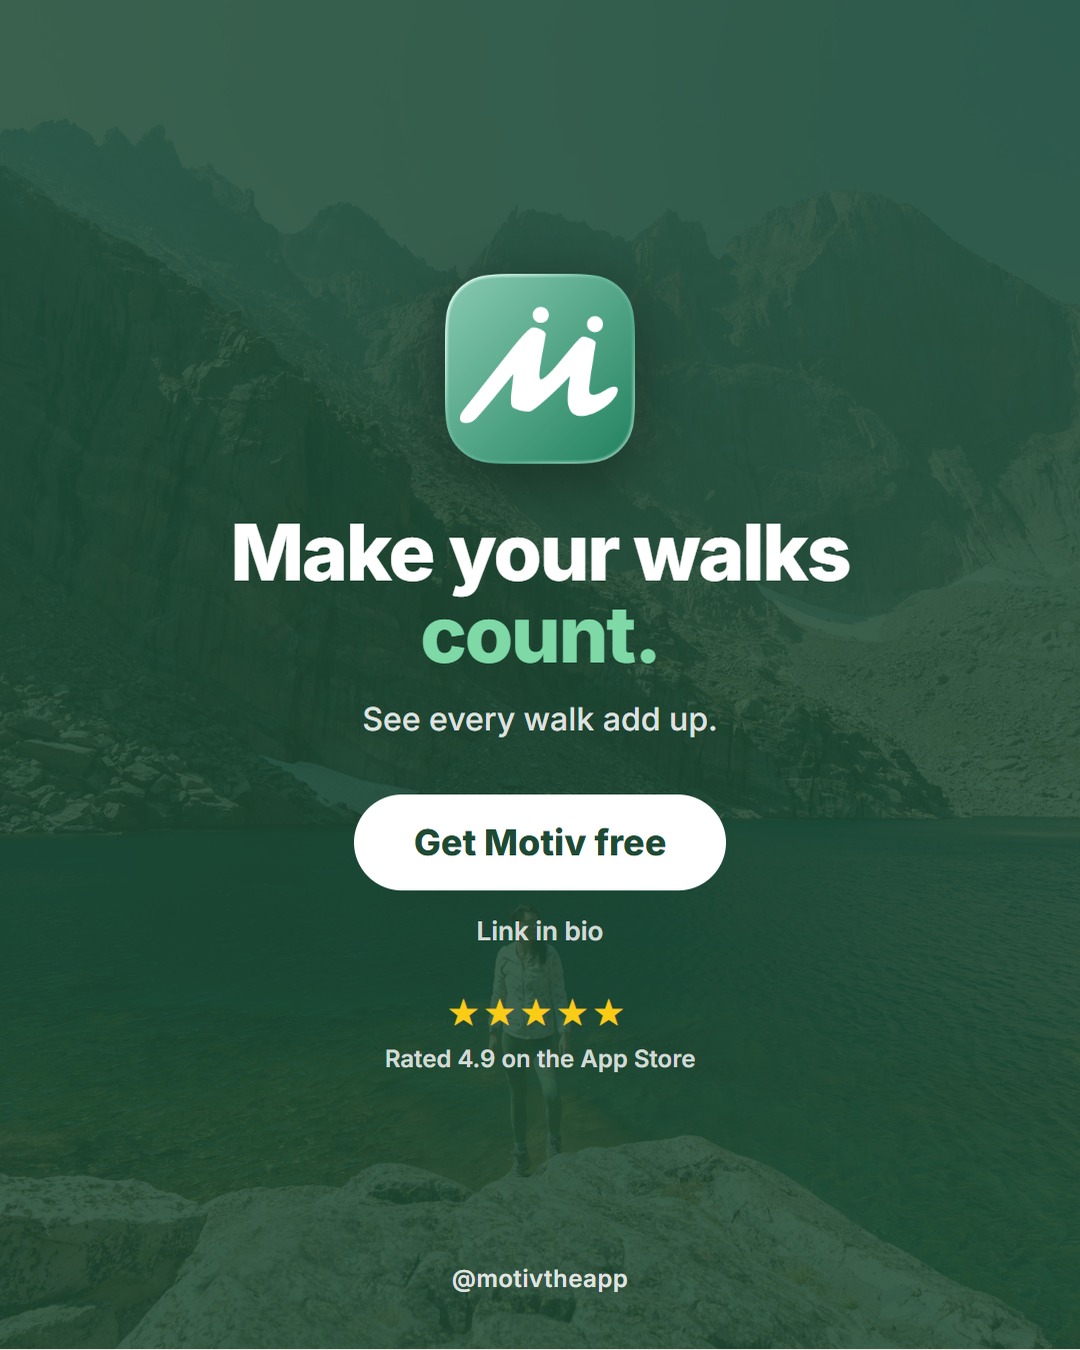 Make your walks
count.
See every walk add up.
Get Motiv free
Link in bio
★★★★★
Rated 4.9 on the App Store
@motivtheapp